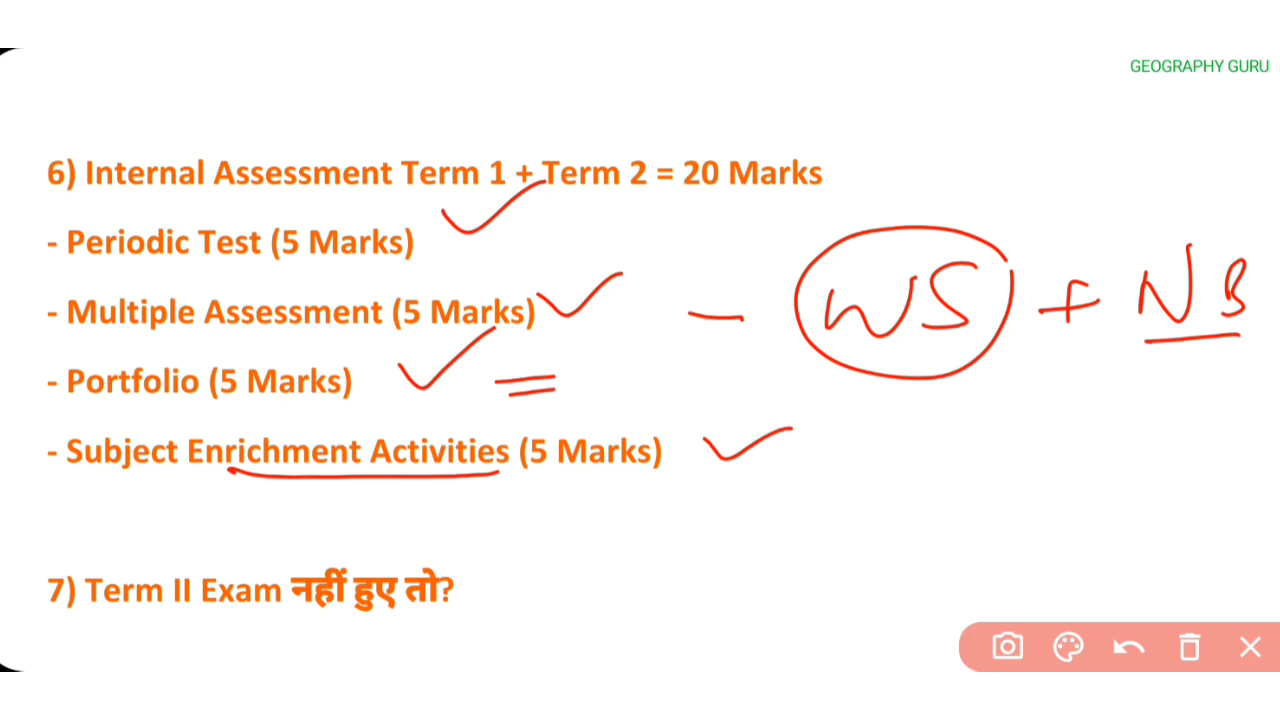 GEOGRAPHY GURU
6) Internal Assessment Term 1 + Term 2 = 20 Marks
- Periodic Test (5 Marks)
- Multiple Assessment (5 Marks) - WS + NB
- Portfolio (5 Marks) =
- Subject Enrichment Activities (5 Marks)
7) Term II Exam नहीं हुए तो?